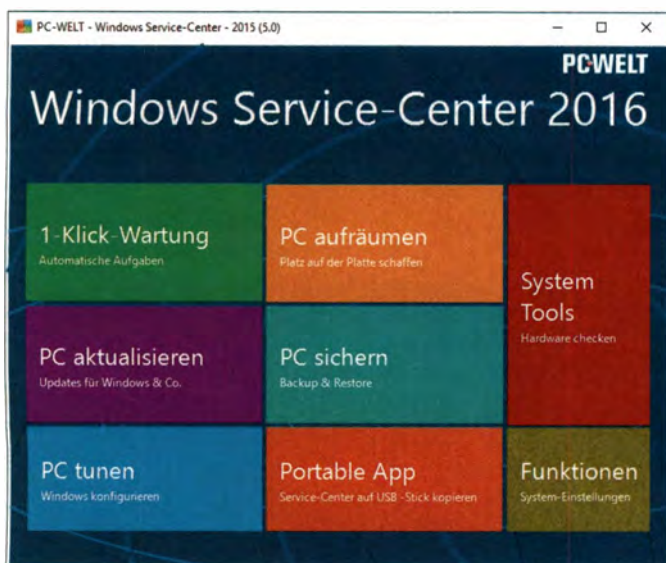 PC-WELT - Windows Service-Center - 2015 (5.0)
PC-WELT
Windows Service-Center 2016
1-Klick-Wartung
Automatische Aufgaben
PC aufräumen
Platz auf der Platte schaffen
System
Tools
Hardware checken
PC aktualisieren
Updates für Windows & Co.
PC sichern
Backup & Restore
PC tunen
Windows konfigurieren
Portable App
Service-Center auf USB -Stick kopieren
Funktionen
System-Einstellungen